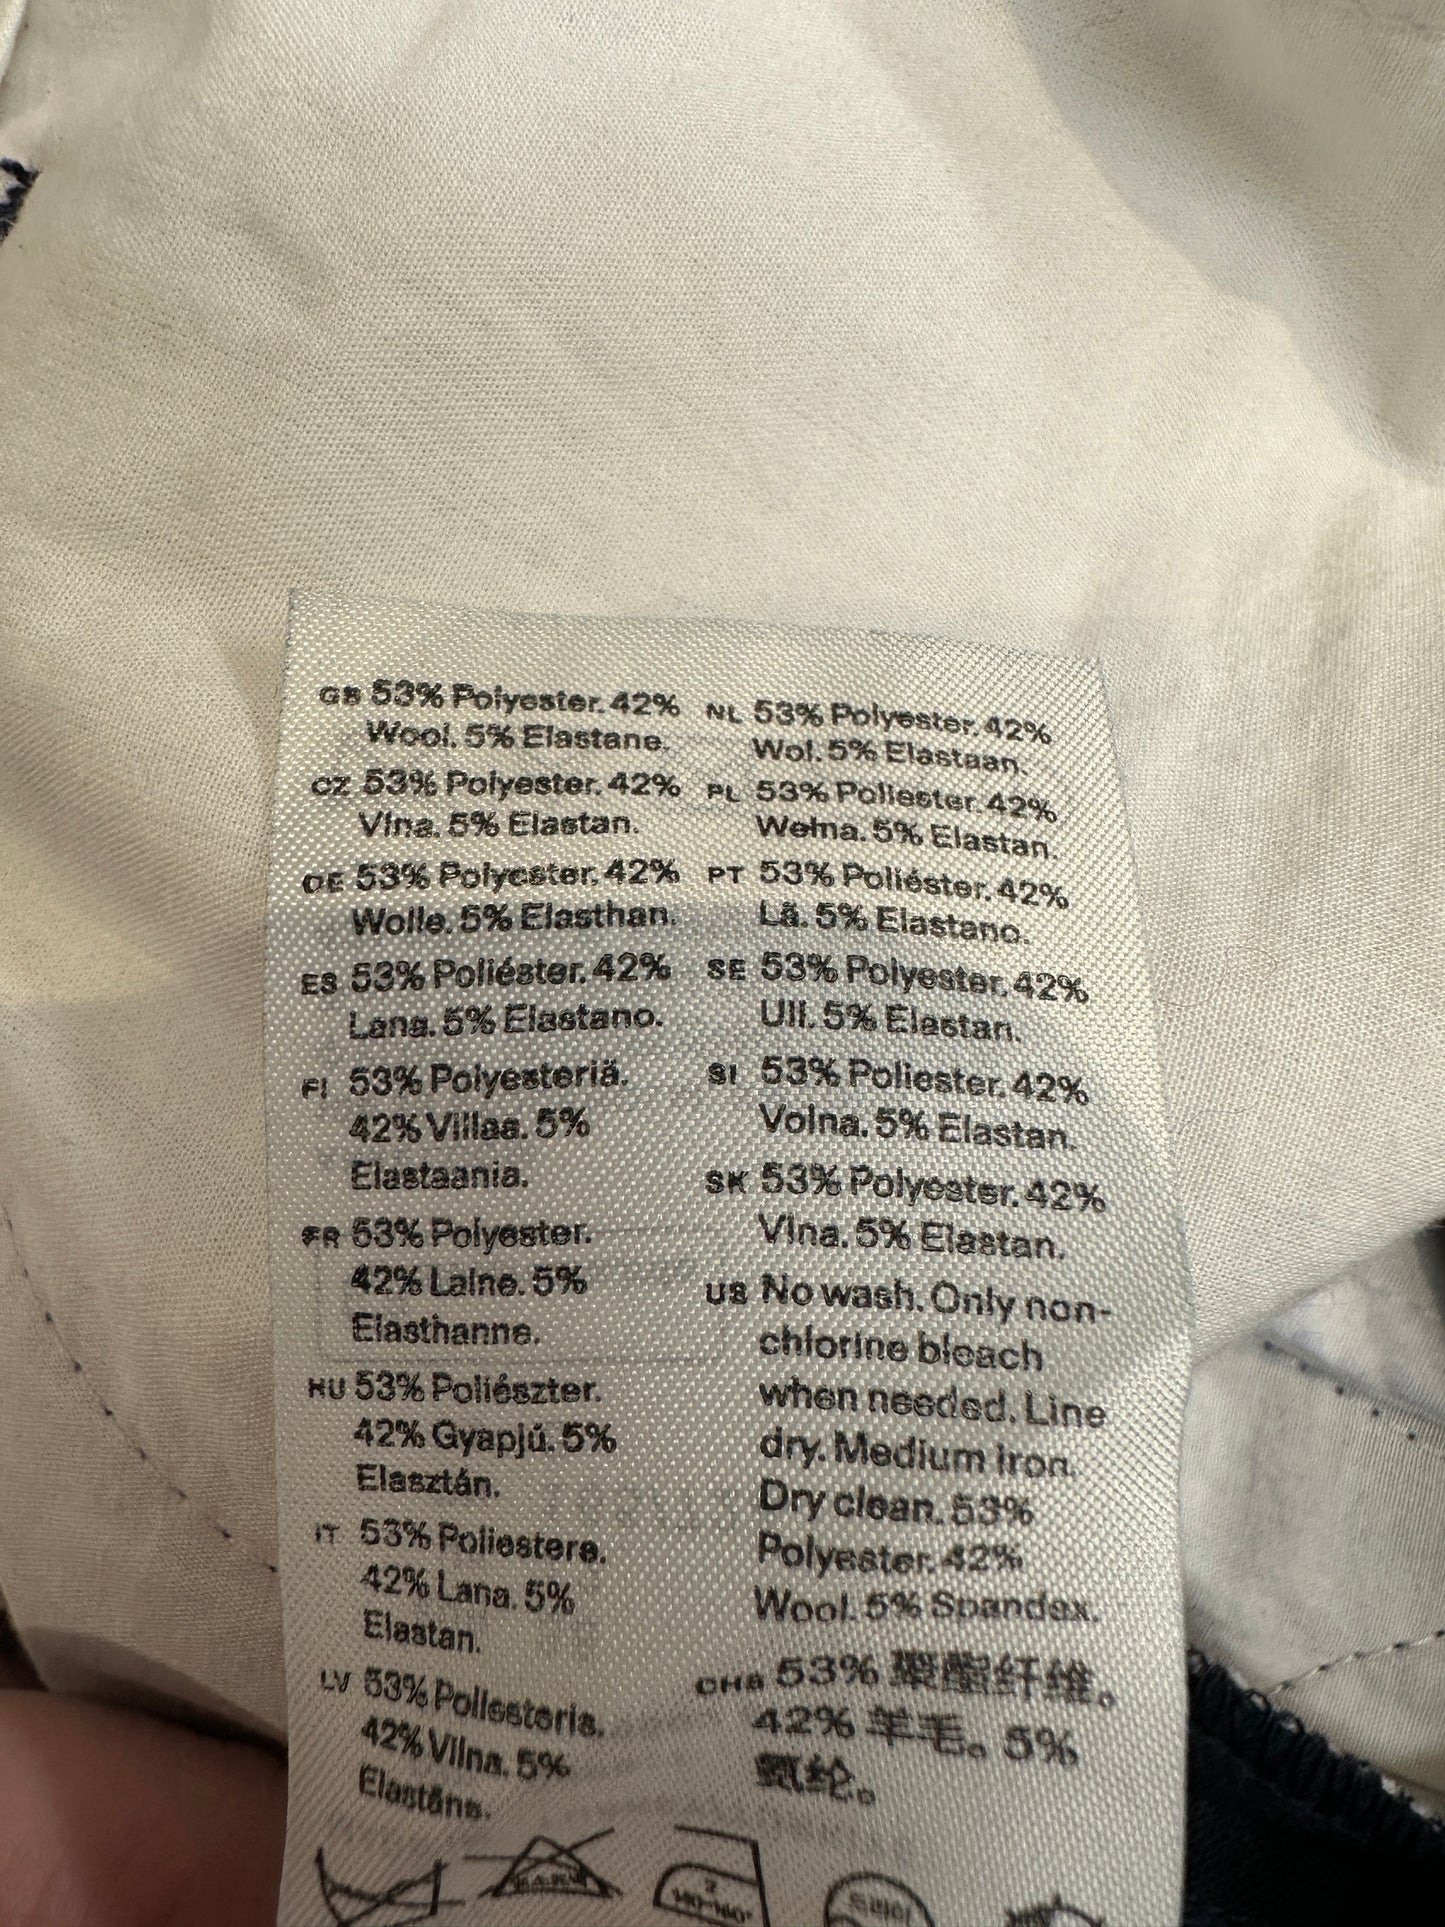 GB 53% Polyester. 42%
Wool. 5% Elastane.
CZ 53% Polyester. 42%
Vlna. 5% Elastan.
DE 53% Polyester. 42%
Wolle. 5% Elasthan.
ES 53% Poliéster. 42%
Lana. 5% Elastano.
FI 53% Polyesteriä.
42% Villaa. 5%
Elastaania.
FR 53% Polyester.
42% Laine. 5%
Elasthanne.
HU 53% Poliészter.
42% Gyapjú. 5%
Elasztán.
IT 53% Poliestere.
42% Lana. 5%
Elastan.
LV 53% Poliesteris.
42% Vilna. 5%
Elastāns.
NL 53% Polyester. 42%
Wol. 5% Elastaan.
PL 53% Poliester. 42%
Wełna. 5% Elastan.
PT 53% Poliéster. 42%
Lã. 5% Elastano.
SE 53% Polyester. 42%
Ull. 5% Elastan.
SI 53% Poliester. 42%
Volna. 5% Elastan.
SK 53% Polyester. 42%
Vlna. 5% Elastan.
US No wash. Only non-
chlorine bleach
when needed. Line
dry. Medium iron.
Dry clean. 53%
Polyester. 42%
Wool. 5% Spandex.
CHN 53% 聚酯纤维。
42% 羊毛。5%
氨纶。